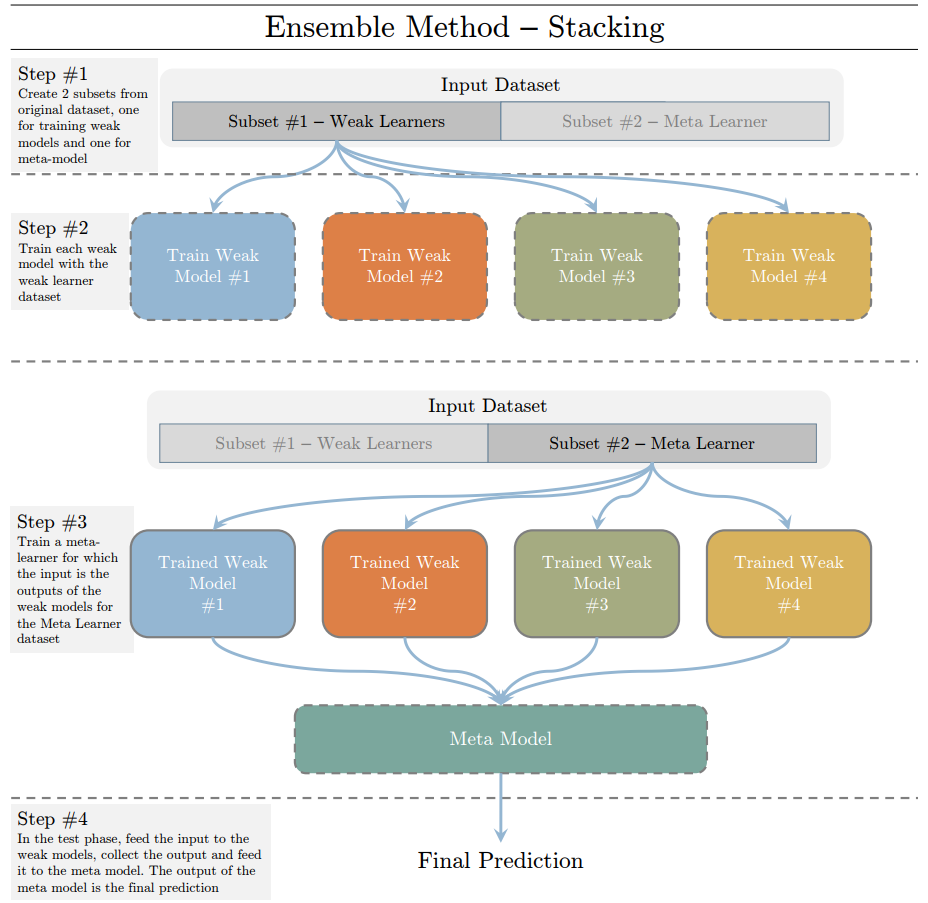 Ensemble Method – Stacking
Step #1
Create 2 subsets from
original dataset, one
for training weak
models and one for
meta-model
Input Dataset
Subset #1 – Weak Learners
Subset #2 – Meta Learner
Step #2
Train each weak
model with the
weak learner
dataset
Train Weak
Model #1
Train Weak
Model #2
Train Weak
Model #3
Train Weak
Model #4
Input Dataset
Subset #1 – Weak Learners
Subset #2 – Meta Learner
Step #3
Train a meta-
learner for which
the input is the
outputs of the
weak models for
the Meta Learner
dataset
Trained Weak
Model
#1
Trained Weak
Model
#2
Trained Weak
Model
#3
Trained Weak
Model
#4
Meta Model
Step #4
In the test phase, feed the input to the
weak models, collect the output and feed
it to the meta model. The output of the
meta model is the final prediction
Final Prediction